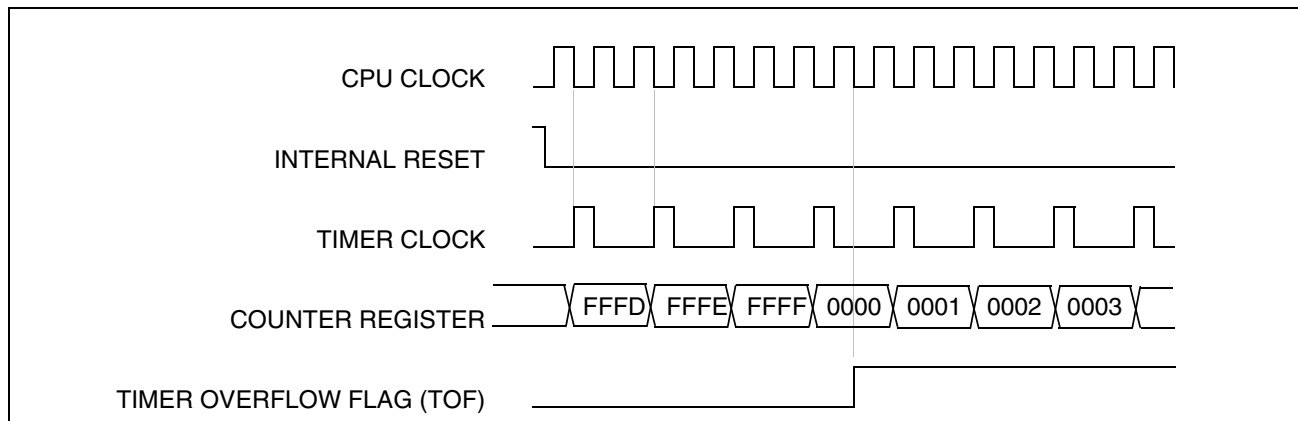 CPU CLOCK
INTERNAL RESET
TIMER CLOCK
COUNTER REGISTER FFFD FFFE FFFF 0000 0001 0002 0003
TIMER OVERFLOW FLAG (TOF)